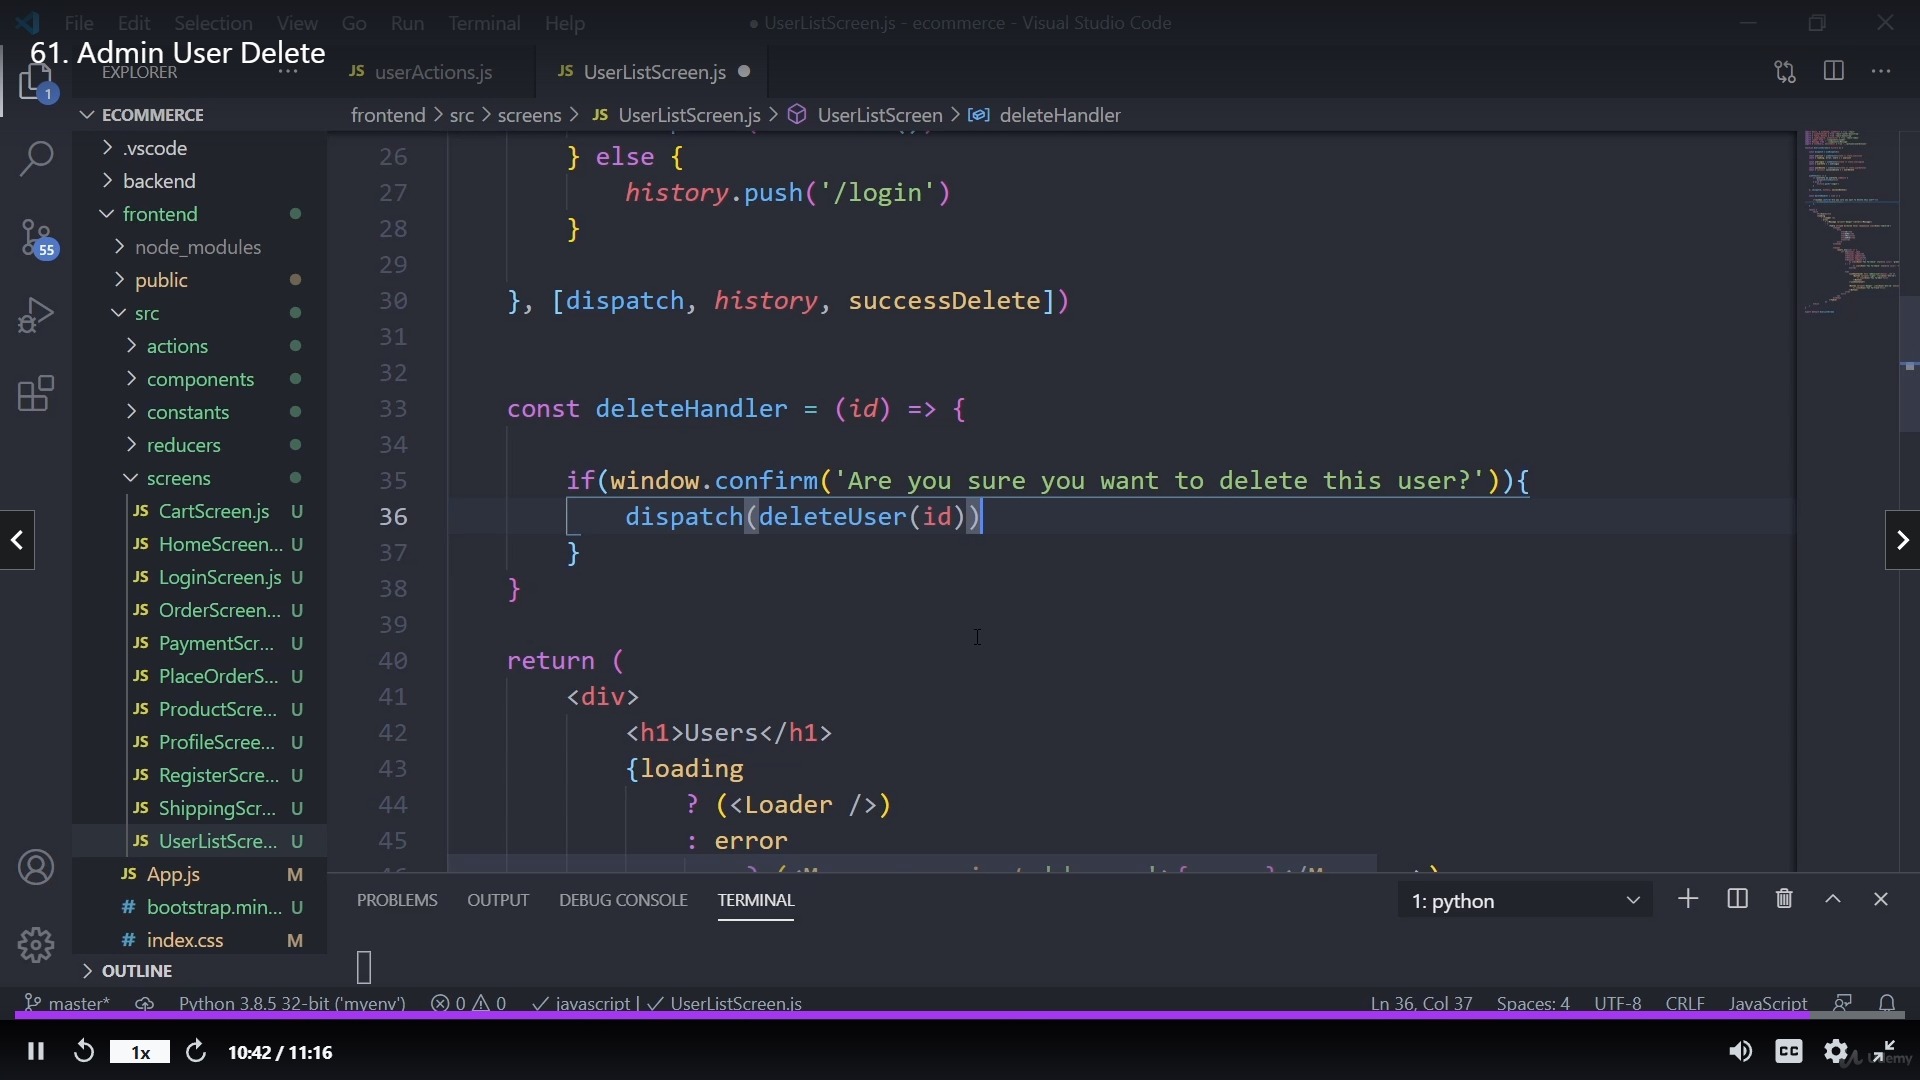 File Edit Selection View Go Run Terminal Help
● UserListScreen.js - ecommerce - Visual Studio Code
61. Admin User Delete
EXPLORER
JS userActions.js
JS UserListScreen.js
1
ECOMMERCE
frontend > src > screens > JS UserListScreen.js > UserListScreen > deleteHandler
.vscode
backend
frontend
node_modules
public
src
actions
components
constants
reducers
screens
JS CartScreen.js U
JS HomeScreen... U
JS LoginScreen.js U
JS OrderScreen... U
JS PaymentScr... U
JS PlaceOrderS... U
JS ProductScre... U
JS ProfileScree... U
JS RegisterScre... U
JS ShippingScr... U
JS UserListScre... U
JS App.js M
# bootstrap.min... U
# index.css M
OUTLINE
55
26 } else {
27 history.push('/login')
28 }
29
30 }, [dispatch, history, successDelete])
31
32
33 const deleteHandler = (id) => {
34
35 if(window.confirm('Are you sure you want to delete this user?')){
36 dispatch(deleteUser(id))
37 }
38 }
39
40 return (
41 <div>
42 <h1>Users</h1>
43 {loading
44 ? (<Loader />)
45 : error
PROBLEMS OUTPUT DEBUG CONSOLE TERMINAL
1: python
master* Python 3.8.5 32-bit ('myenv') 0 0 javascript | UserListScreen.js
Ln 36, Col 37 Spaces: 4 UTF-8 CRLF JavaScript
1x 10:42 / 11:16
CC
Udemy